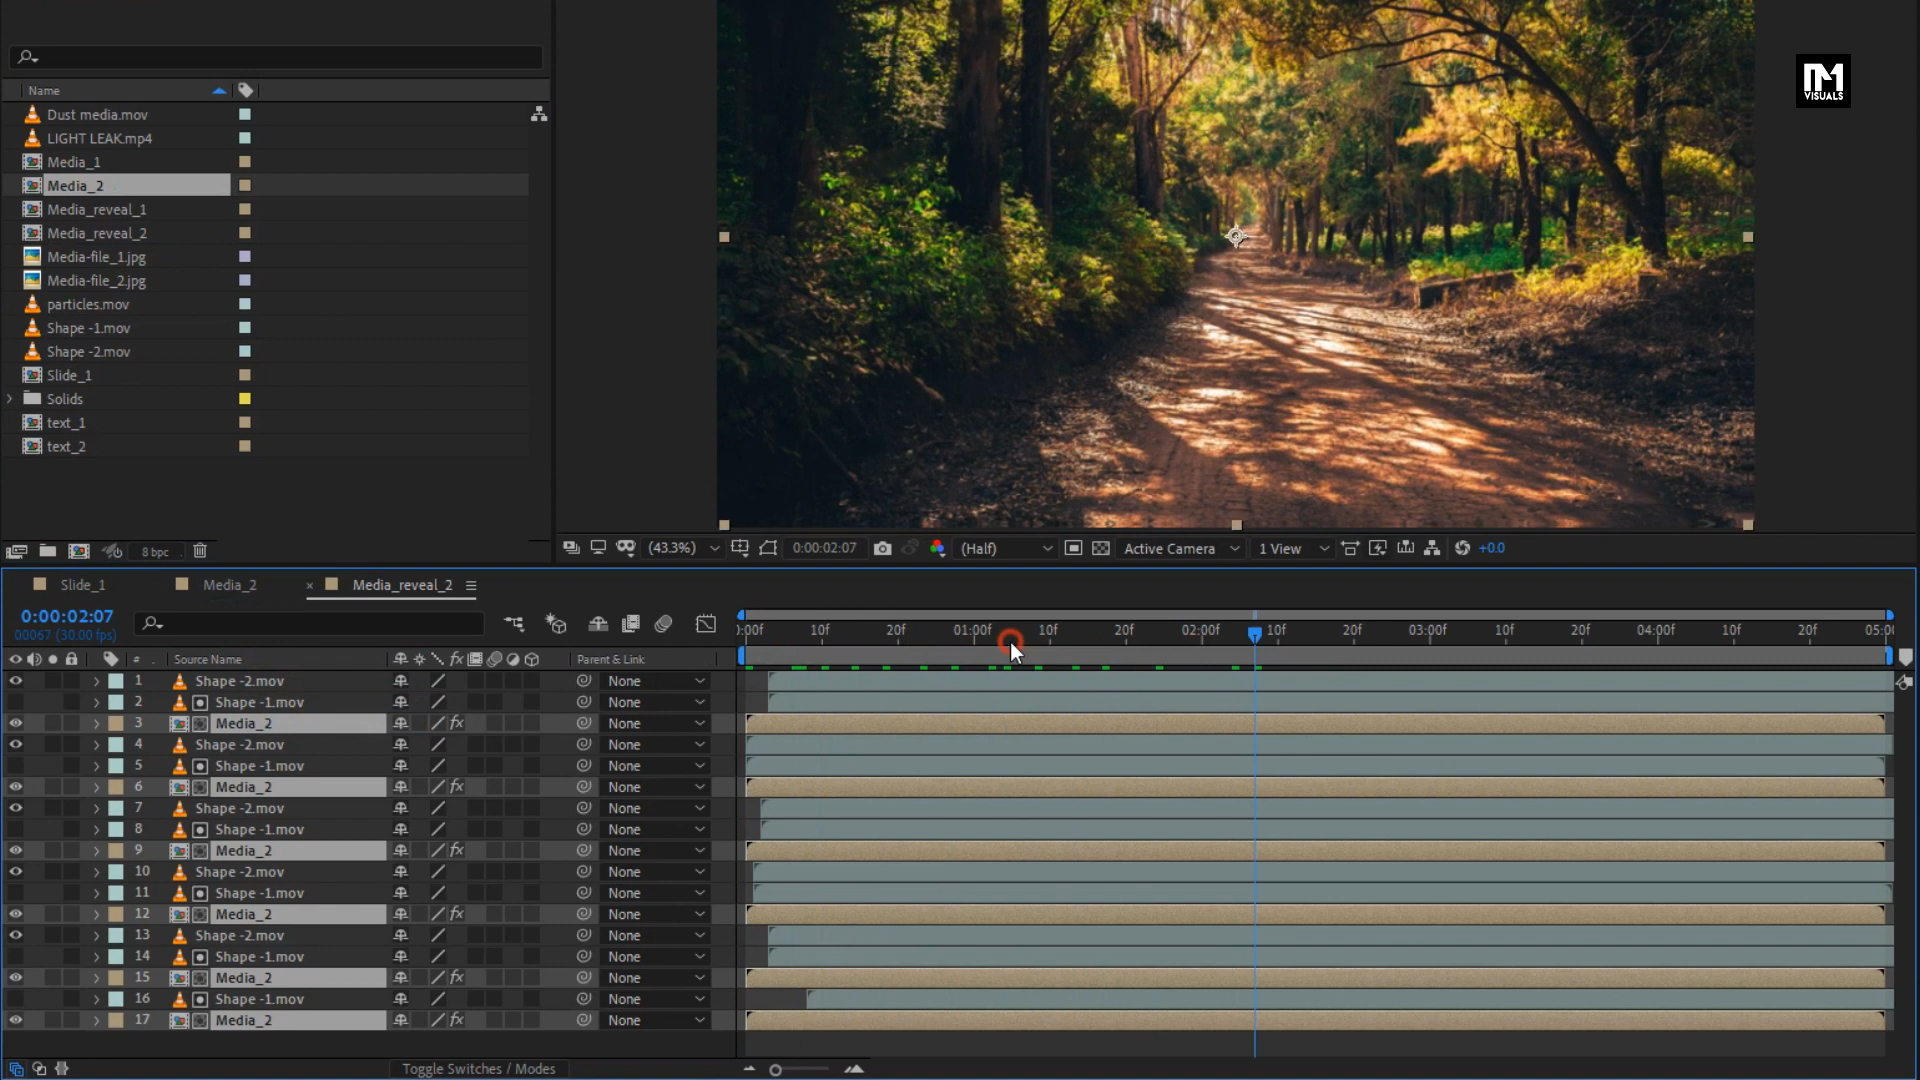 Name
Dust media.mov
LIGHT LEAK.mp4
Media_1
Media_2
Media_reveal_1
Media_reveal_2
Media-file_1.jpg
Media-file_2.jpg
particles.mov
Shape -1.mov
Shape -2.mov
Slide_1
Solids
text_1
text_2
8 bpc
M
VISUALS
(43.3%) 0:00:02:07 (Half) Active Camera 1 View +0.0
Slide_1 Media_2 × Media_reveal_2
0:00:02:07
00067 (30.00 fps)
:00f 10f 20f 01:00f 10f 20f 02:00f 10f 20f 03:00f 10f 20f 04:00f 10f 20f 05:00
# Source Name fx Parent & Link
1 Shape -2.mov None
2 Shape -1.mov None
3 Media_2 fx None
4 Shape -2.mov None
5 Shape -1.mov None
6 Media_2 fx None
7 Shape -2.mov None
8 Shape -1.mov None
9 Media_2 fx None
10 Shape -2.mov None
11 Shape -1.mov None
12 Media_2 fx None
13 Shape -2.mov None
14 Shape -1.mov None
15 Media_2 fx None
16 Shape -1.mov None
17 Media_2 fx None
Toggle Switches / Modes